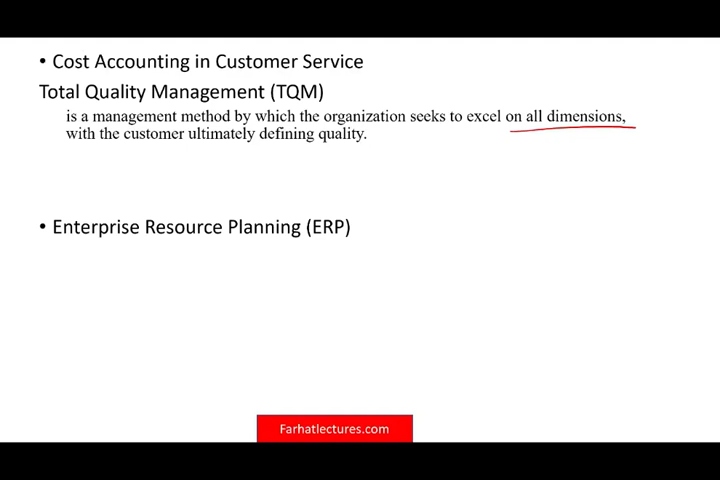 • Cost Accounting in Customer Service
Total Quality Management (TQM)
is a management method by which the organization seeks to excel on all dimensions,
with the customer ultimately defining quality.
• Enterprise Resource Planning (ERP)
Farhatlectures.com